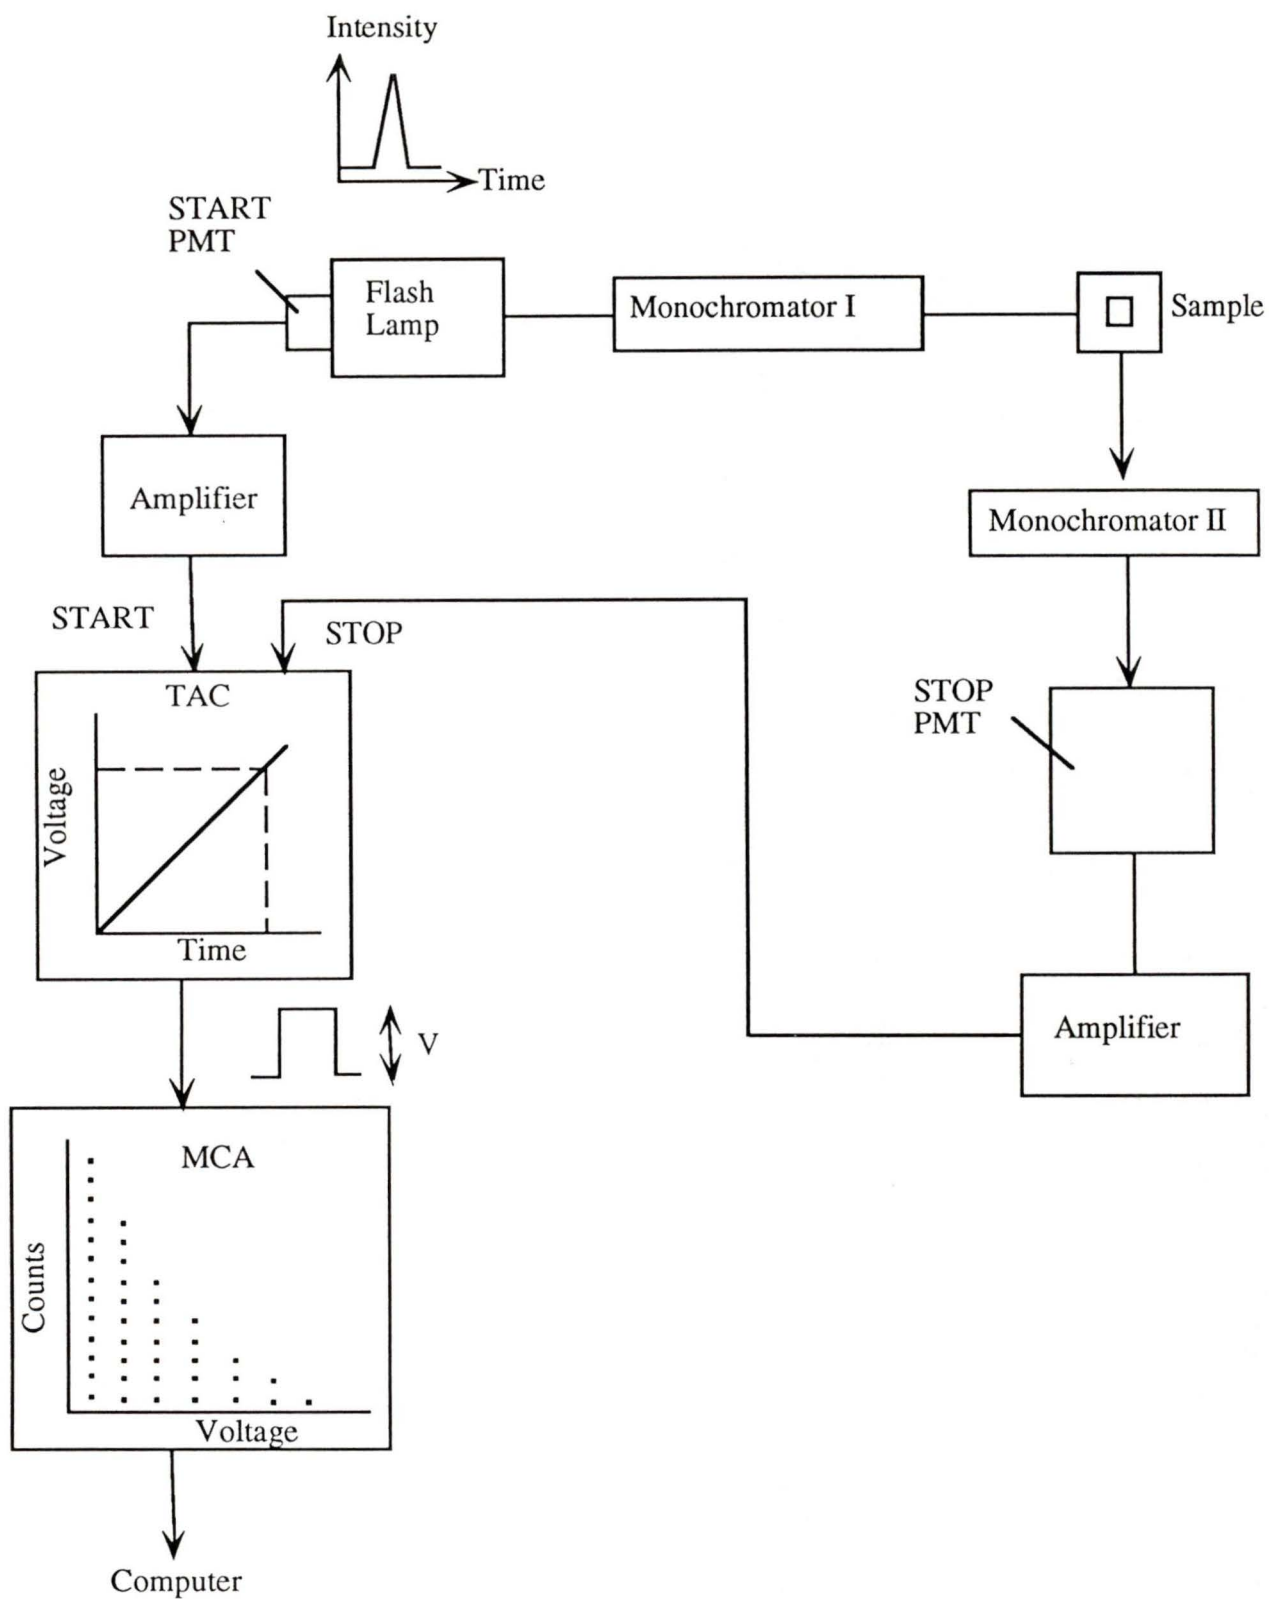 Intensity
Time
START
PMT
Flash
Lamp
Monochromator I
Sample
Amplifier
Monochromator II
START
STOP
TAC
Voltage
Time
STOP
PMT
V
Amplifier
MCA
Counts
Voltage
Computer